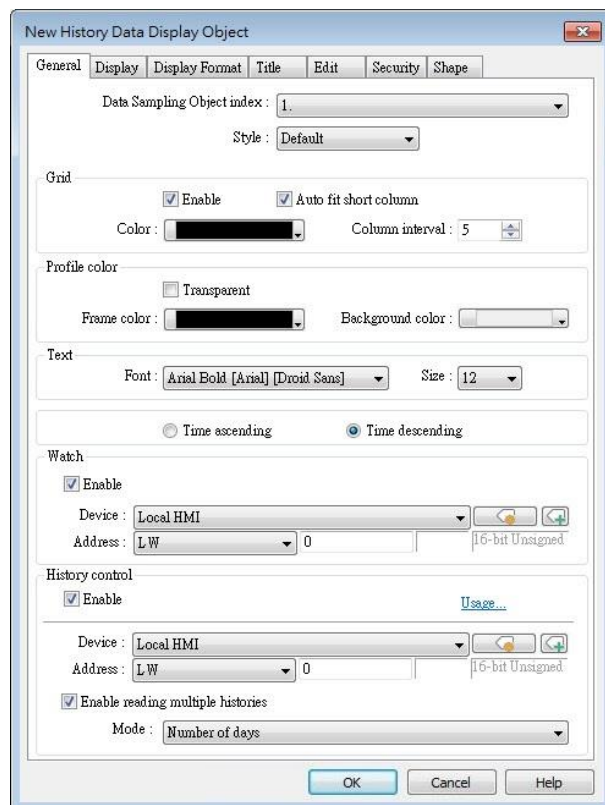 New History Data Display Object
General Display Display Format Title Edit Security Shape
Data Sampling Object index : 1.
Style : Default
Grid
Enable Auto fit short column
Color : Column interval : 5
Profile color
Transparent
Frame color : Background color :
Text
Font : Arial Bold [Arial] [Droid Sans] Size : 12
Time ascending Time descending
Watch
Enable
Device : Local HMI
Address : LW 0 16-bit Unsigned
History control
Enable Usage...
Device : Local HMI
Address : LW 0 16-bit Unsigned
Enable reading multiple histories
Mode : Number of days
OK Cancel Help